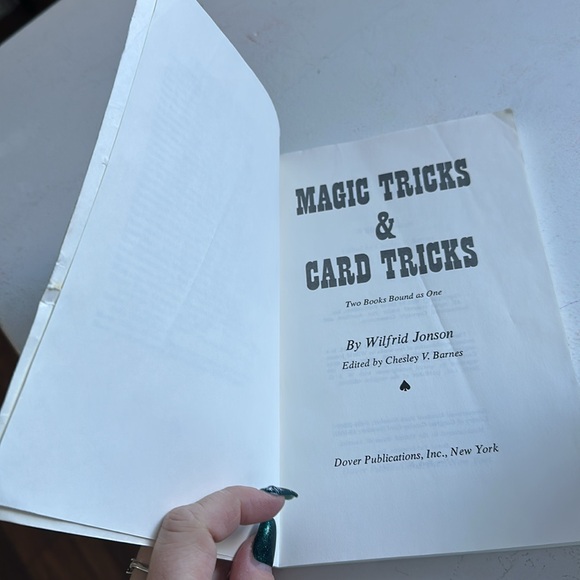 MAGIC TRICKS
&
CARD TRICKS
Two Books Bound as One
By Wilfrid Jonson
Edited by Chesley V. Barnes
Dover Publications, Inc., New York